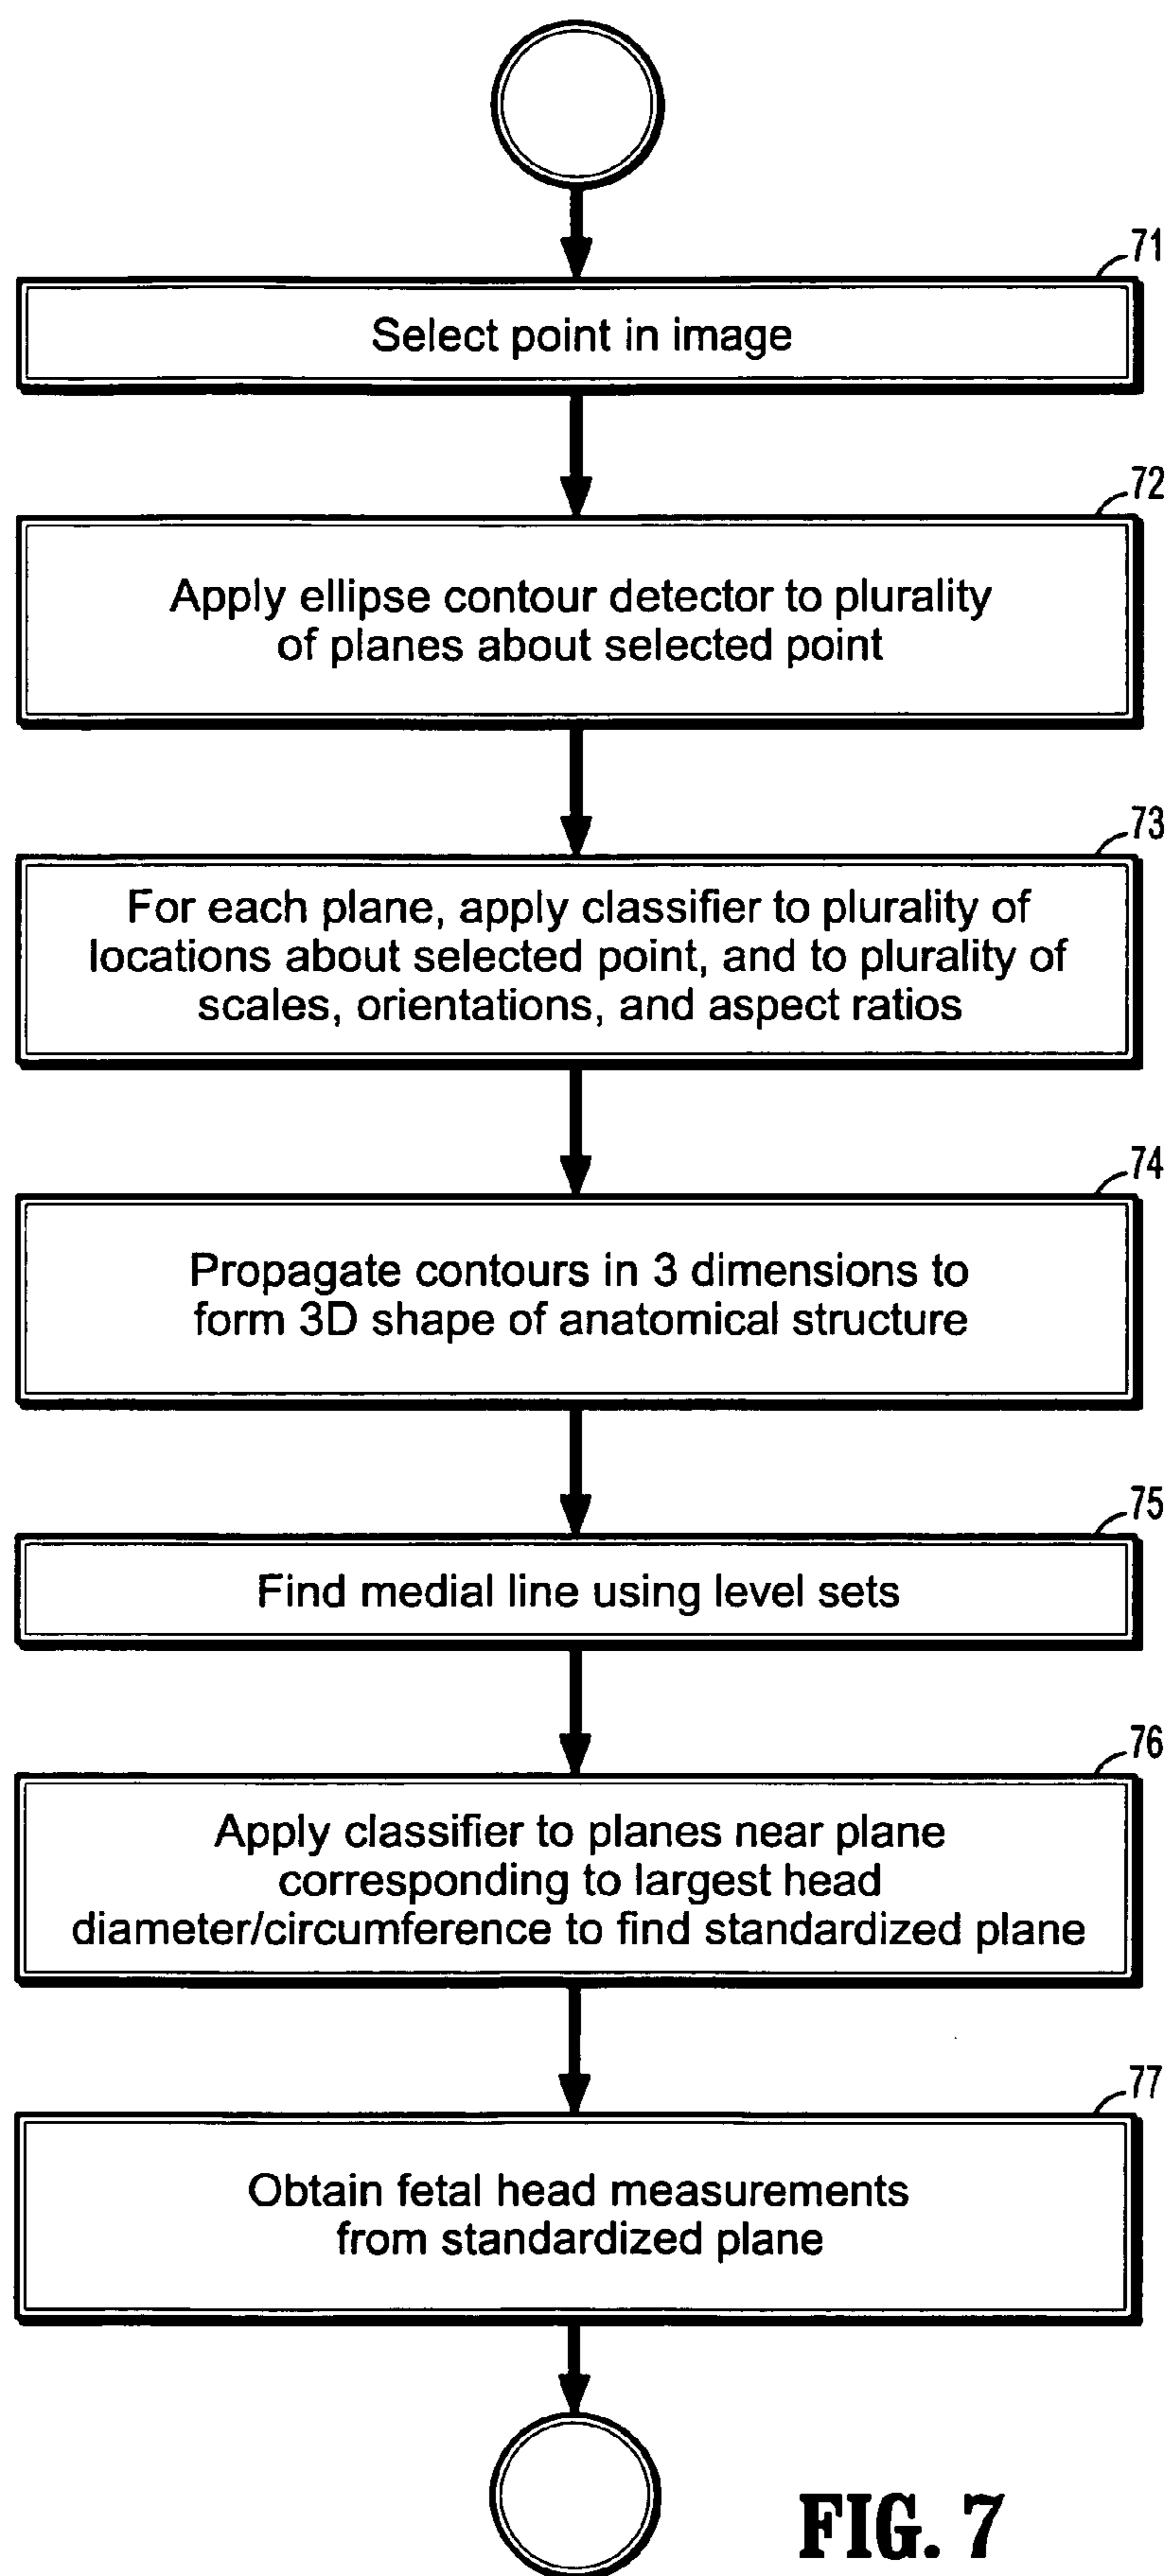 71
Select point in image
72
Apply ellipse contour detector to plurality
of planes about selected point
73
For each plane, apply classifier to plurality of
locations about selected point, and to plurality of
scales, orientations, and aspect ratios
74
Propagate contours in 3 dimensions to
form 3D shape of anatomical structure
75
Find medial line using level sets
76
Apply classifier to planes near plane
corresponding to largest head
diameter/circumference to find standardized plane
77
Obtain fetal head measurements
from standardized plane
FIG. 7